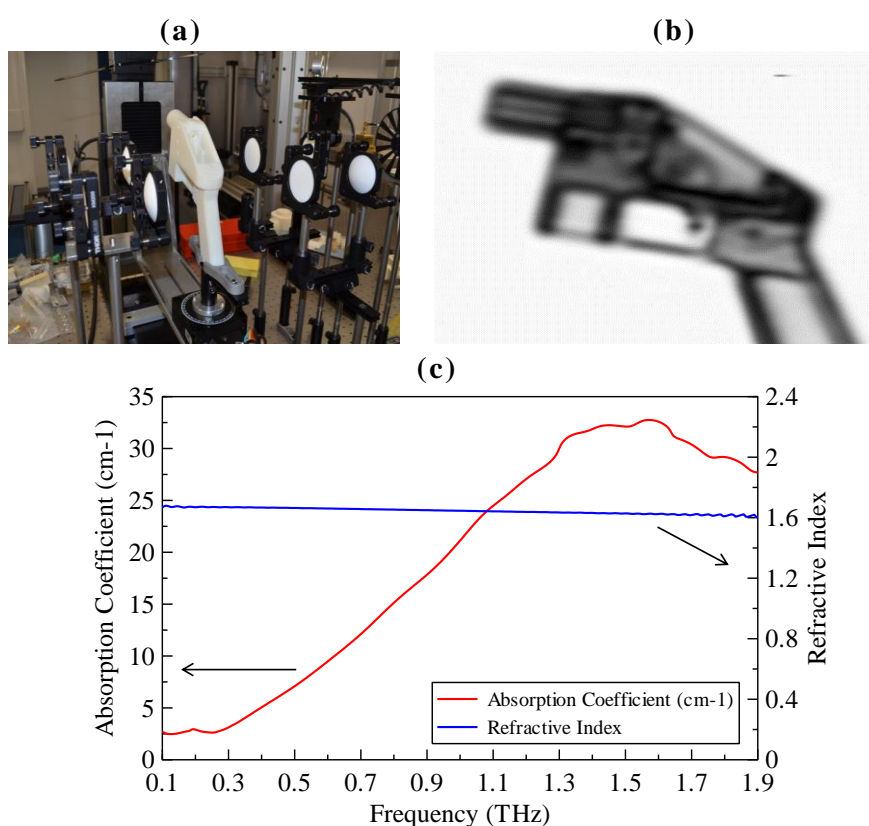 (a)
(b)
(c)
35
30
25
20
15
10
5
0
Absorption Coefficient (cm-1)
2.4
2
1.6
1.2
0.8
0.4
0
Refractive Index
Absorption Coefficient (cm-1)
Refractive Index
0.1 0.3 0.5 0.7 0.9 1.1 1.3 1.5 1.7 1.9
Frequency (THz)